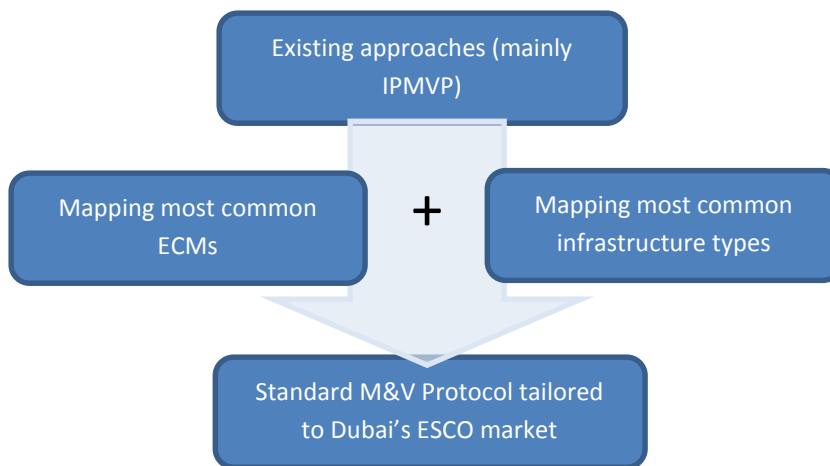 Existing approaches (mainly
IPMVP)
Mapping most common
ECMs
+
Mapping most common
infrastructure types
Standard M&V Protocol tailored
to Dubai’s ESCO market